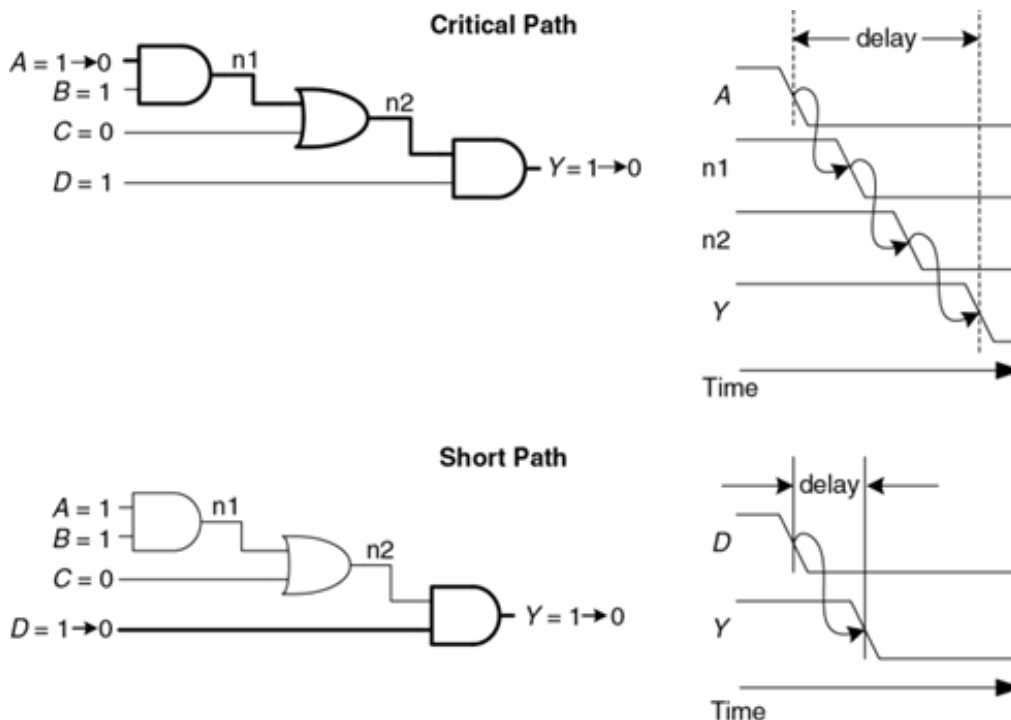 Critical Path
A = 1→0
B = 1
C = 0
D = 1
n1
n2
Y = 1→0
delay
A
n1
n2
Y
Time
Short Path
A = 1
B = 1
C = 0
D = 1→0
n1
n2
Y = 1→0
delay
D
Y
Time